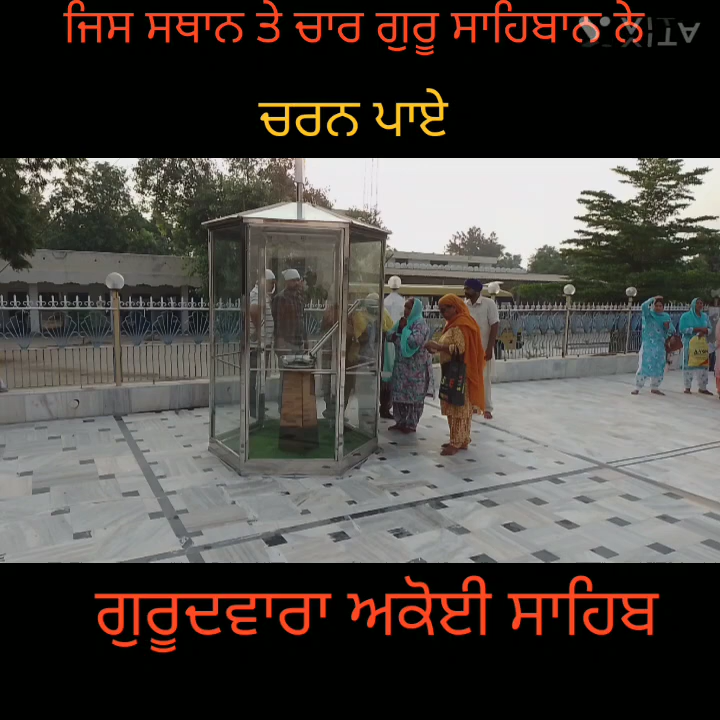 ਜਿਸ ਸਥਾਨ ਤੇ ਚਾਰ ਗੁਰੂ ਸਾਹਿਬਾਨ ਨੇ
ਚਰਨ ਪਾਏ
ਗੁਰੂਦਵਾਰਾ ਅਕੋਈ ਸਾਹਿਬ